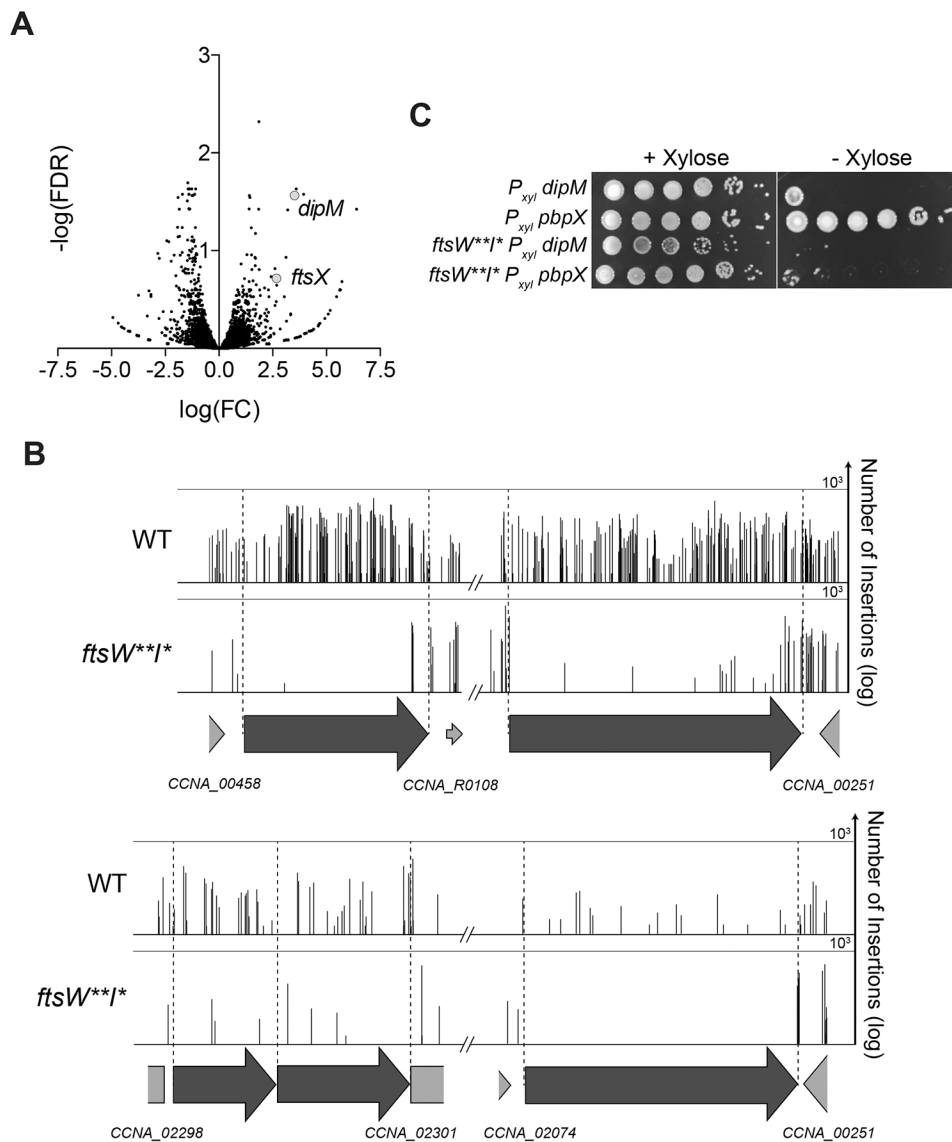 A
3
2
1
-log(FDR)
dipM
ftsX
-7.5 -5.0 -2.5 0.0 2.5 5.0 7.5
log(FC)
C
+ Xylose - Xylose
Pxyl dipM
Pxyl pbpX
ftsW**I* Pxyl dipM
ftsW**I* Pxyl pbpX
B
10³
WT
10³
ftsW**I*
Number of Insertions (log)
CCNA_00458 CCNA_R0108 CCNA_00251
10³
WT
10³
ftsW**I*
Number of Insertions (log)
CCNA_02298 CCNA_02301 CCNA_02074 CCNA_00251